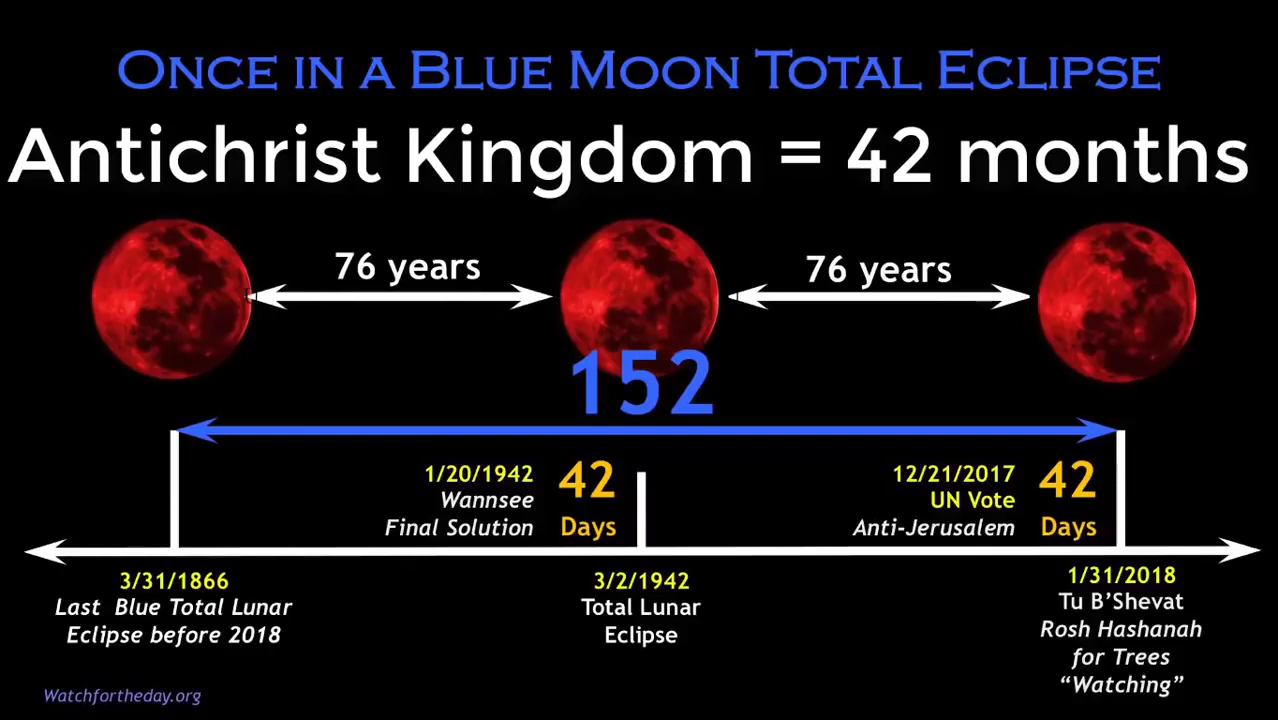 Once in a Blue Moon Total Eclipse
Antichrist Kingdom = 42 months
76 years
76 years
152
1/20/1942
Wannsee
Final Solution
42
Days
12/21/2017
UN Vote
Anti-Jerusalem
42
Days
3/31/1866
Last Blue Total Lunar
Eclipse before 2018
3/2/1942
Total Lunar
Eclipse
1/31/2018
Tu B'Shevat
Rosh Hashanah
for Trees
"Watching"
Watchfortheday.org